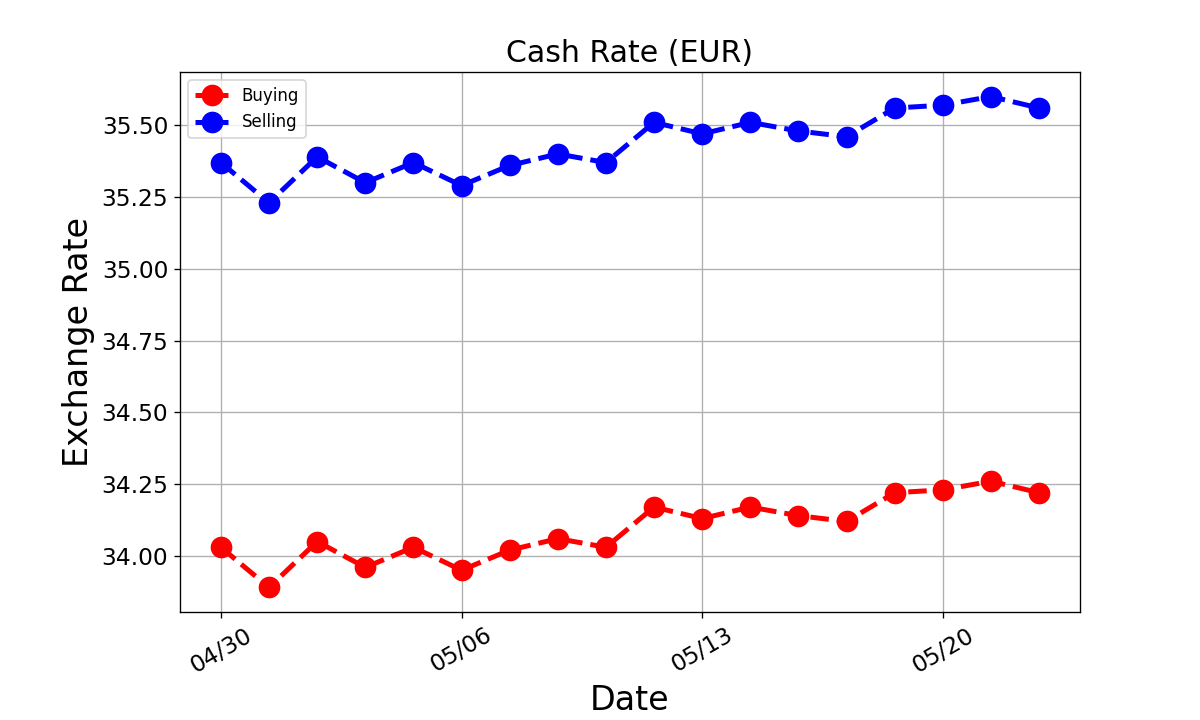 Cash Rate (EUR)
Buying
Selling
Exchange Rate
35.50
35.25
35.00
34.75
34.50
34.25
34.00
04/30
05/06
05/13
05/20
Date